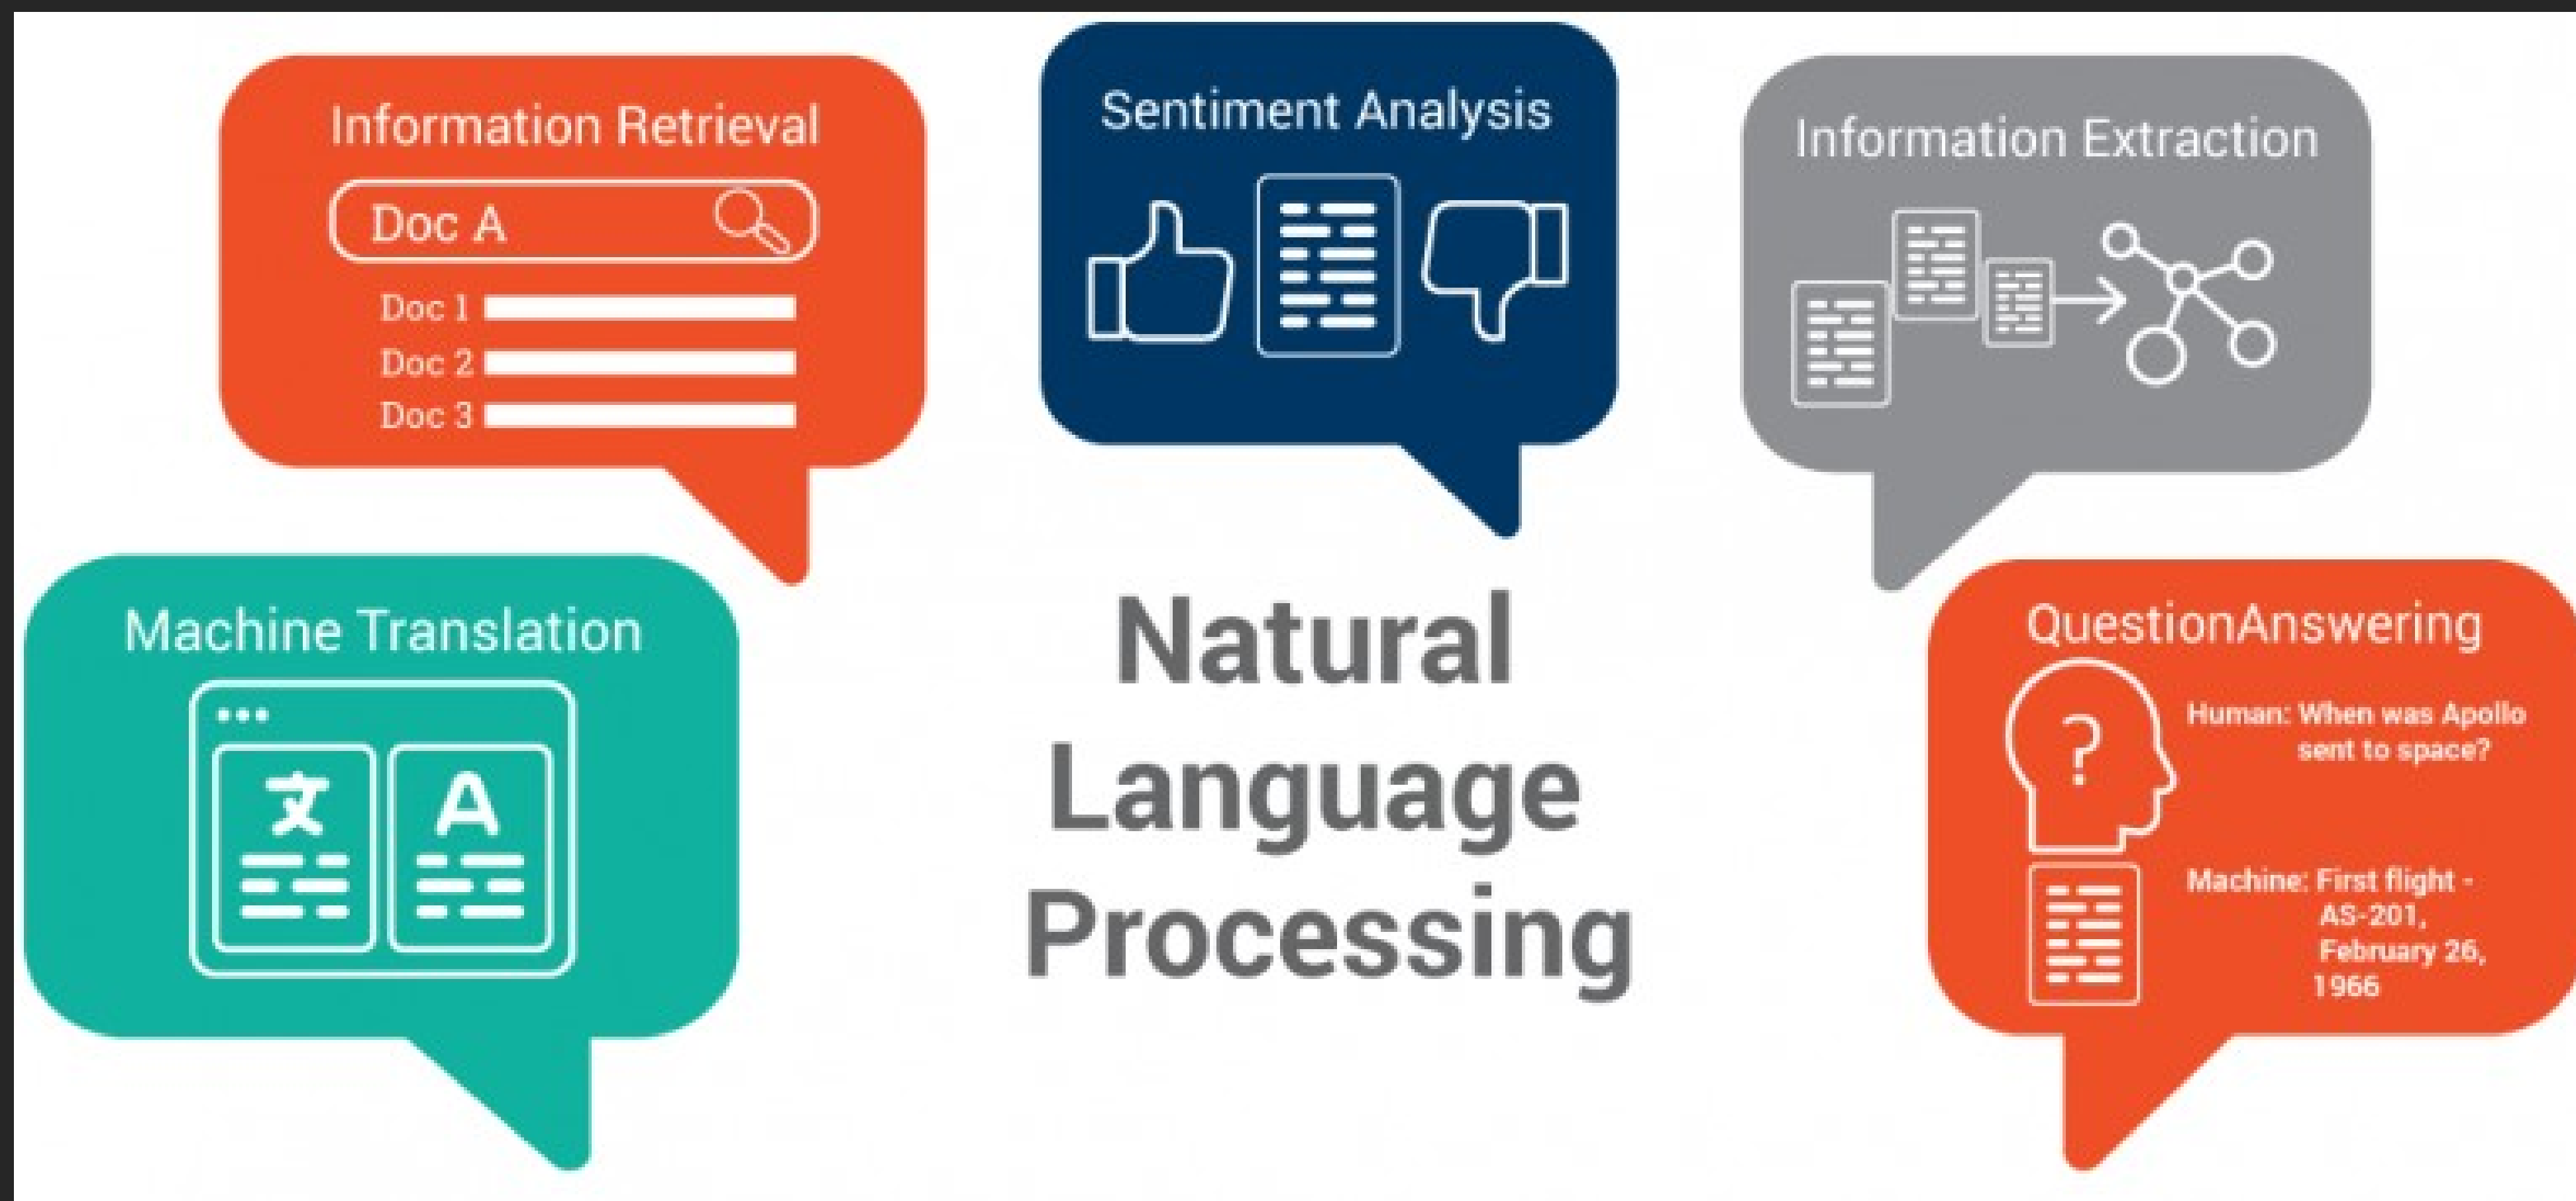 Information Retrieval
Doc A
Doc 1
Doc 2
Doc 3
Sentiment Analysis
Information Extraction
Machine Translation
文
A
Natural
Language
Processing
QuestionAnswering
?
Human: When was Apollo
sent to space?
Machine: First flight -
AS-201,
February 26,
1966